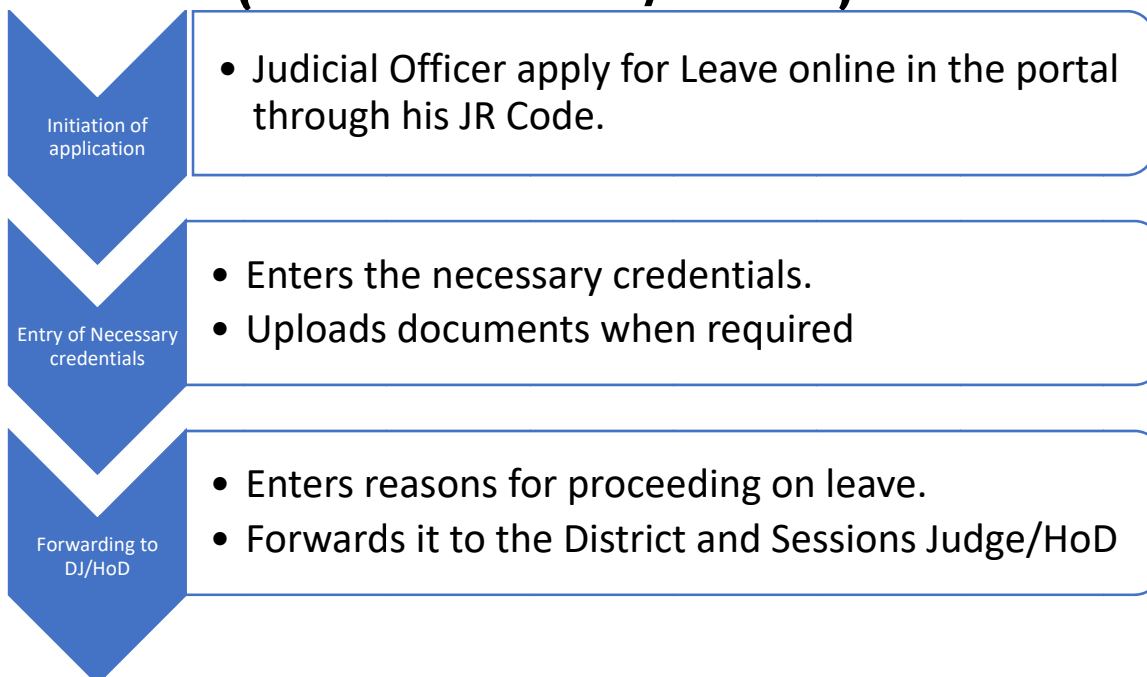 Initiation of
application
• Judicial Officer apply for Leave online in the portal
through his JR Code.
Entry of Necessary
credentials
• Enters the necessary credentials.
• Uploads documents when required
Forwarding to
DJ/HoD
• Enters reasons for proceeding on leave.
• Forwards it to the District and Sessions Judge/HoD